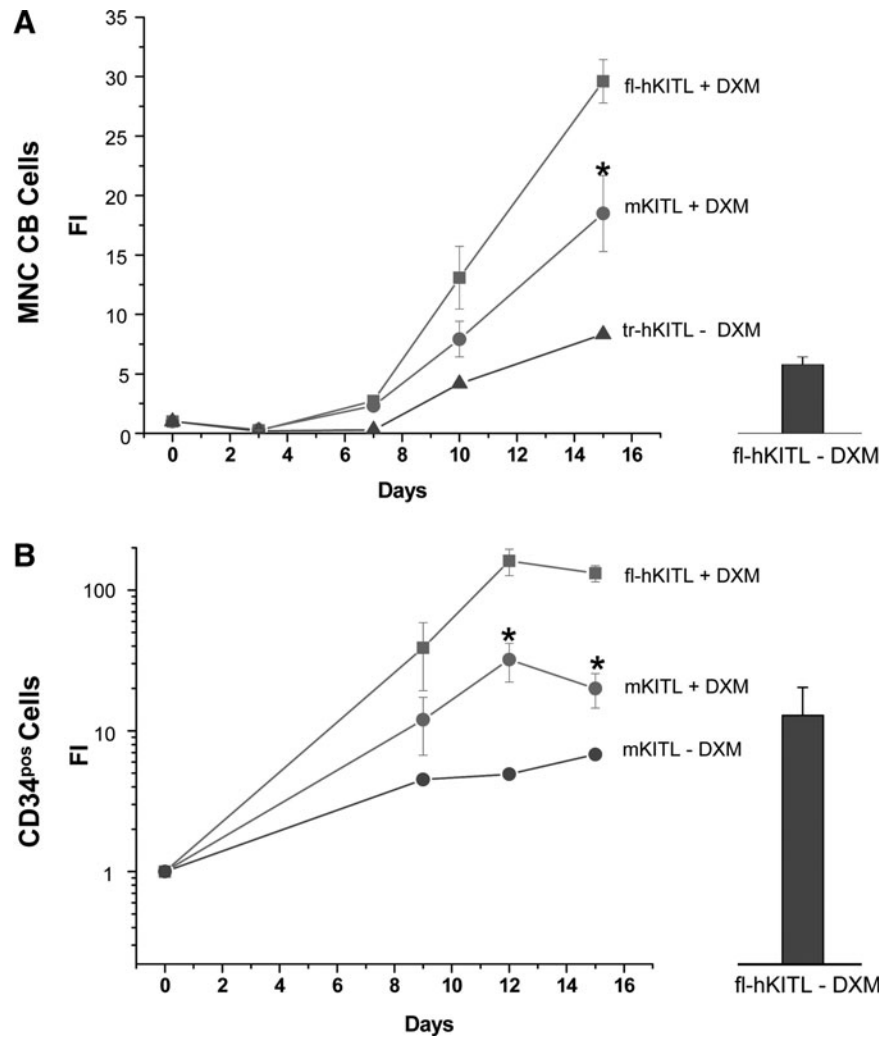 A
MNC CB Cells
FI
35
30
25
20
15
10
5
0
fl-hKITL + DXM
*
mKITL + DXM
tr-hKITL - DXM
0 2 4 6 8 10 12 14 16
Days
fl-hKITL - DXM
B
CD34pos Cells
FI
100
10
1
fl-hKITL + DXM
* *
mKITL + DXM
mKITL - DXM
0 2 4 6 8 10 12 14 16
Days
fl-hKITL - DXM